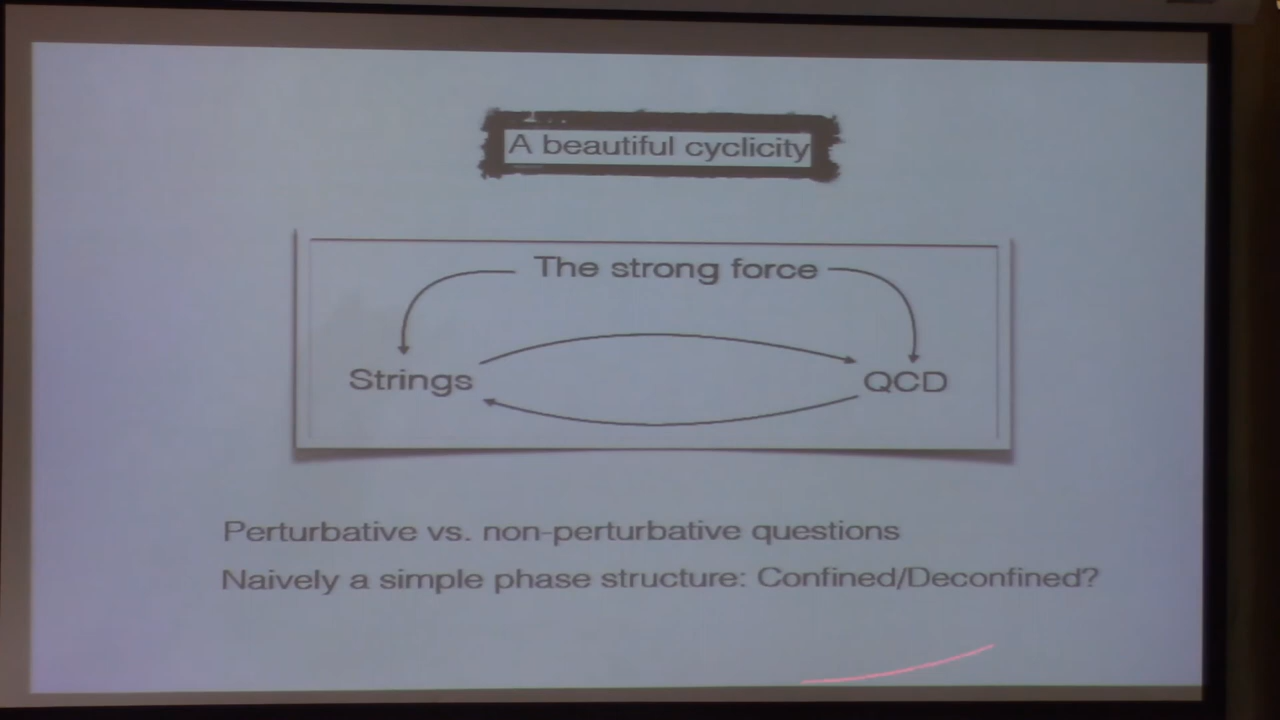 A beautiful cyclicity
The strong force
Strings
QCD
Perturbative vs. non-perturbative questions
Naively a simple phase structure: Confined/Deconfined?